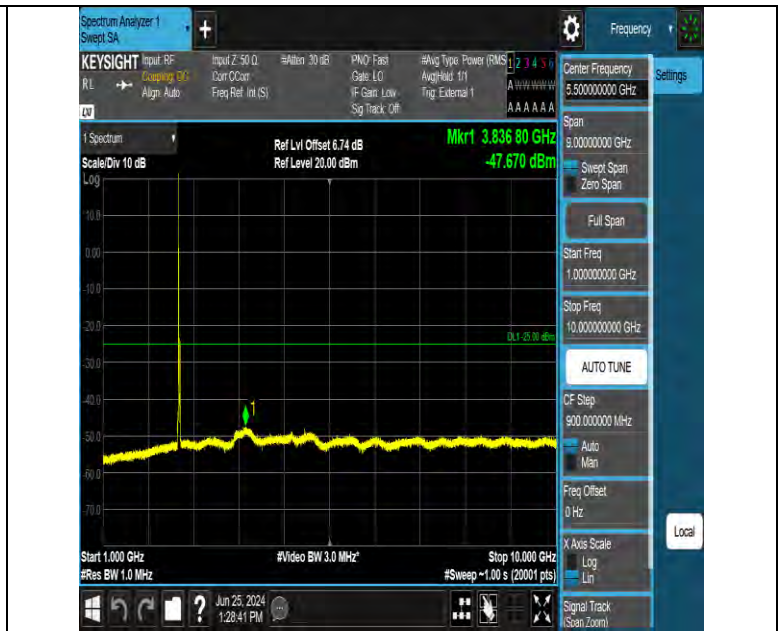 Spectrum Analyzer 1
Swept SA
+
Frequency
KEYSIGHT
RL
Input: RF
Coupling: DC
Align: Auto
Input Z: 50 Ω
Corr CCorr
Freq Ref: Int (S)
#Atten: 30 dB
PNO: Fast
Gate: LO
IF Gain: Low
Sig Track: Off
#Avg Type: Power (RMS
Avg|Hold: 1/1
Trig: External 1
1 2 3 4 5 6
A W W W W W
A A A A A A
1 Spectrum
Scale/Div 10 dB
Log
Ref Lvl Offset 6.74 dB
Ref Level 20.00 dBm
Mkr1 3.836 80 GHz
-47.670 dBm
10.0
0.00
-10.0
-20.0
-30.0
-40.0
-50.0
-60.0
-70.0
DL1 -25.00 dBm
1
Start 1.000 GHz
#Res BW 1.0 MHz
#Video BW 3.0 MHz*
Stop 10.000 GHz
#Sweep ~1.00 s (20001 pts)
Center Frequency
5.500000000 GHz
Settings
Span
9.00000000 GHz
Swept Span
Zero Span
Full Span
Start Freq
1.000000000 GHz
Stop Freq
10.000000000 GHz
AUTO TUNE
CF Step
900.000000 MHz
Auto
Man
Freq Offset
0 Hz
X Axis Scale
Log
Lin
Local
Signal Track
(Span Zoom)
?
Jun 25, 2024
1:28:41 PM